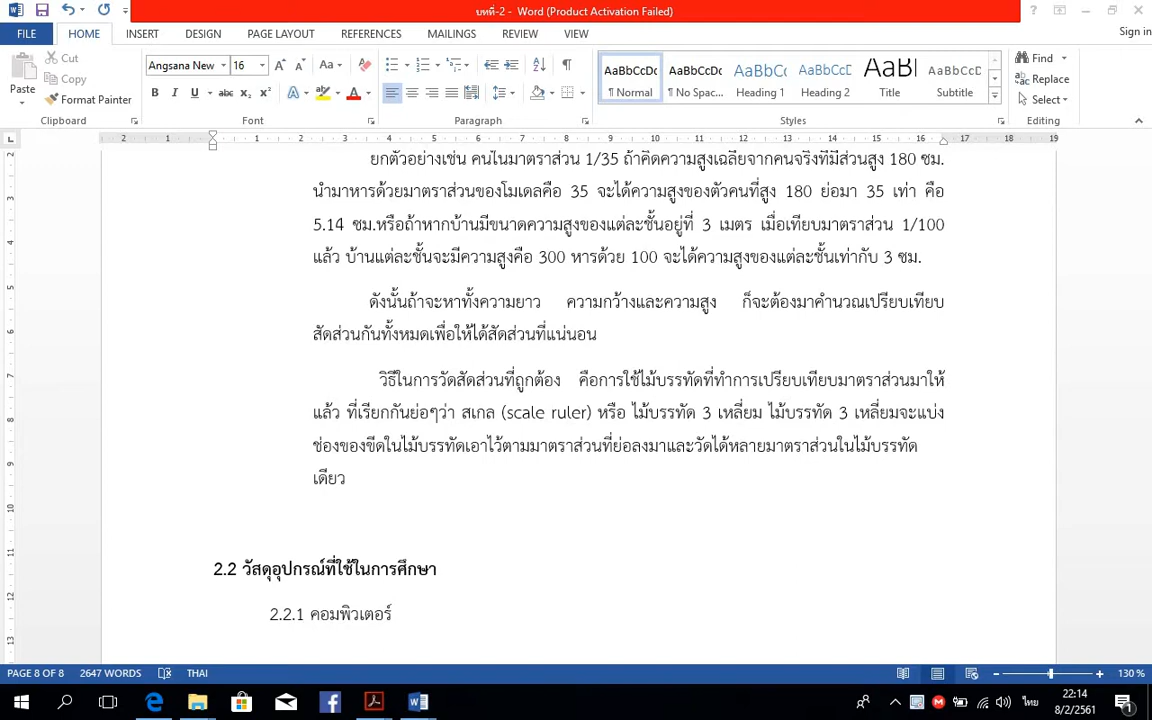 บทที่-2 - Word (Product Activation Failed)
Sign in
FILE HOME INSERT DESIGN PAGE LAYOUT REFERENCES MAILINGS REVIEW VIEW
Paste
Cut
Copy
Format Painter
Clipboard
Angsana New 16
Font
Paragraph
AaBbCcDc AaBbCcDc AaBbCc AaBbCcD AaBl AaBbCcD
¶ Normal ¶ No Spac... Heading 1 Heading 2 Title Subtitle
Styles
Find
Replace
Select
Editing
2 1 1 2 3 4 5 6 7 8 9 10 11 12 13 14 15 16 17 18 19
ยกตัวอย่างเช่น คนในมาตราส่วน 1/35 ถ้าคิดความสูงเฉลี่ยจากคนจริงที่มีส่วนสูง 180 ซม.
นำมาหารด้วยมาตราส่วนของโมเดลคือ 35 จะได้ความสูงของตัวคนที่สูง 180 ย่อมา 35 เท่า คือ
5.14 ซม.หรือถ้าหากบ้านมีขนาดความสูงของแต่ละชั้นอยู่ที่ 3 เมตร เมื่อเทียบมาตราส่วน 1/100
แล้ว บ้านแต่ละชั้นจะมีความสูงคือ 300 หารด้วย 100 จะได้ความสูงของแต่ละชั้นเท่ากับ 3 ซม.
ดังนั้นถ้าจะหาทั้งความยาว ความกว้างและความสูง ก็จะต้องมาคำนวณเปรียบเทียบ
สัดส่วนกันทั้งหมดเพื่อให้ได้สัดส่วนที่แน่นอน
วิธีในการวัดสัดส่วนที่ถูกต้อง คือการใช้ไม้บรรทัดที่ทำการเปรียบเทียบมาตราส่วนมาให้
แล้ว ที่เรียกกันย่อๆว่า สเกล (scale ruler) หรือ ไม้บรรทัด 3 เหลี่ยม ไม้บรรทัด 3 เหลี่ยมจะแบ่ง
ช่องของขีดในไม้บรรทัดเอาไว้ตามมาตราส่วนที่ย่อลงมาและวัดได้หลายมาตราส่วนในไม้บรรทัด
เดียว
2.2 วัสดุอุปกรณ์ที่ใช้ในการศึกษา
2.2.1 คอมพิวเตอร์
PAGE 8 OF 8 2647 WORDS THAI 130 %
ไทย
22:14
8/2/2561